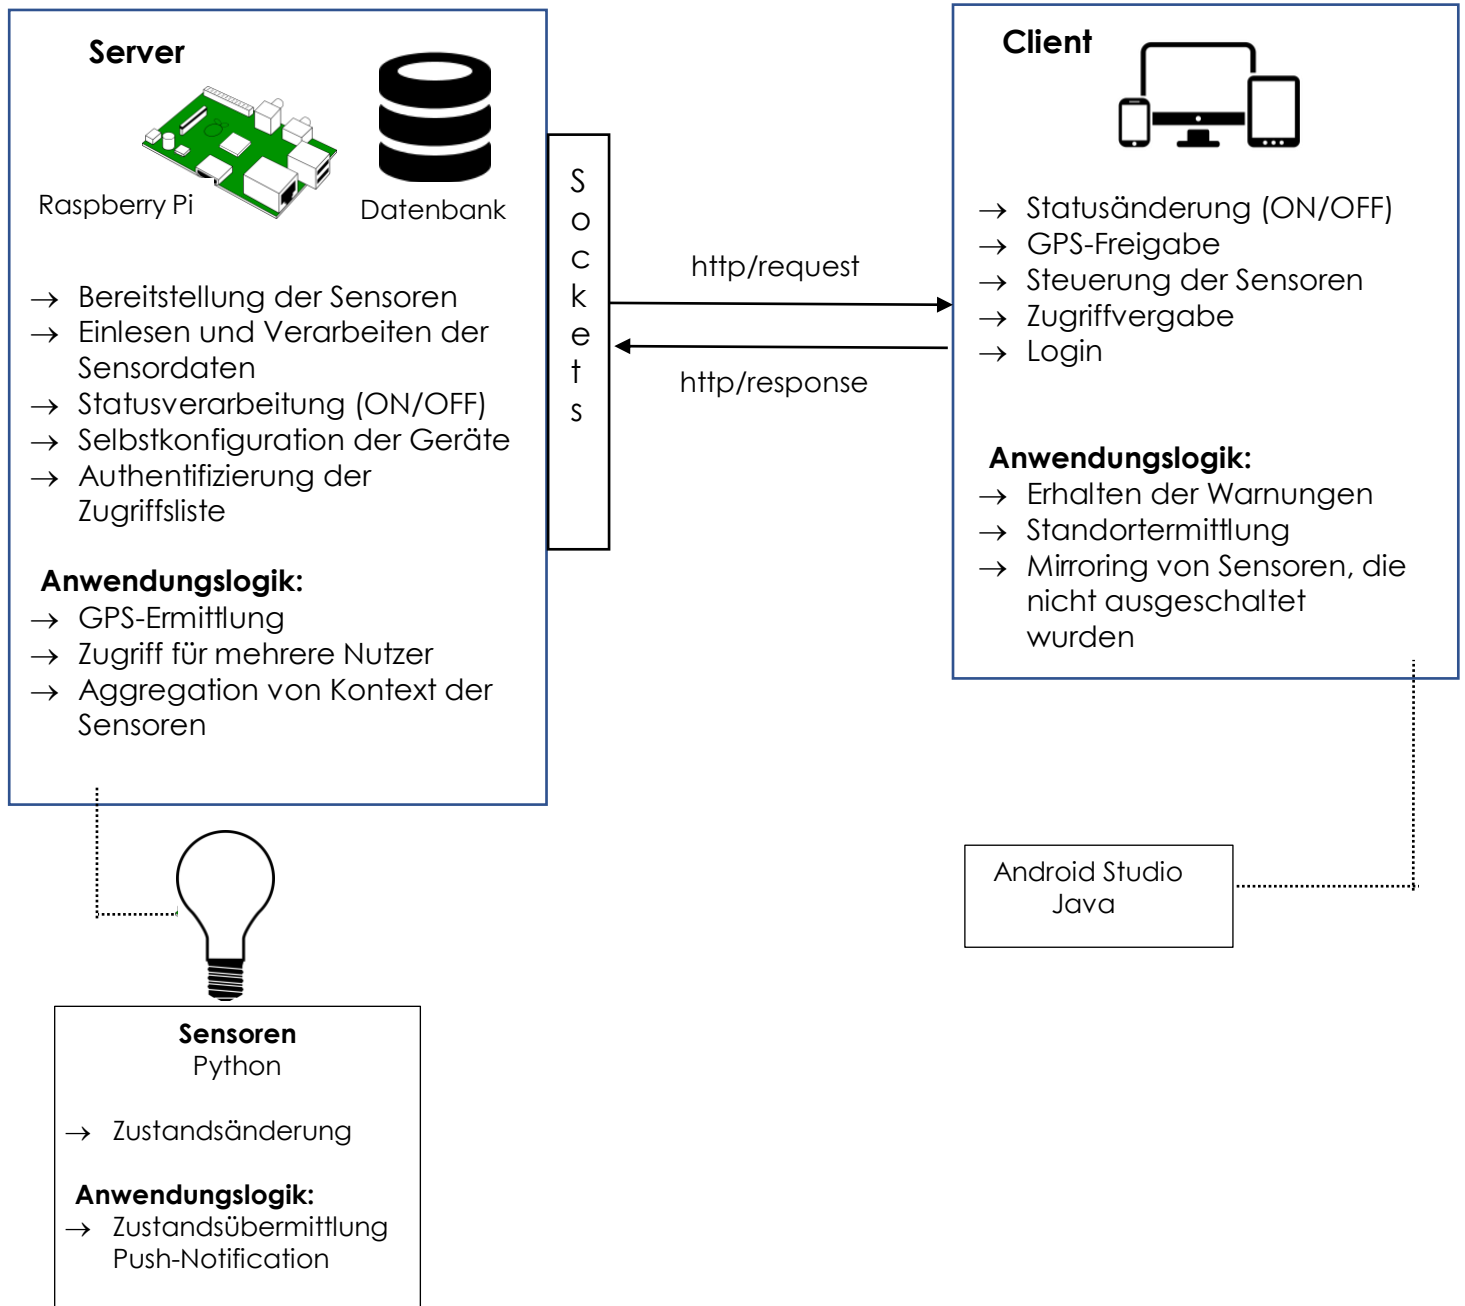 Server
Raspberry Pi
Datenbank
→ Bereitstellung der Sensoren
→ Einlesen und Verarbeiten der
Sensordaten
→ Statusverarbeitung (ON/OFF)
→ Selbstkonfiguration der Geräte
→ Authentifizierung der
Zugriffsliste
Anwendungslogik:
→ GPS-Ermittlung
→ Zugriff für mehrere Nutzer
→ Aggregation von Kontext der
Sensoren
Sockets
http/request
http/response
Client
→ Statusänderung (ON/OFF)
→ GPS-Freigabe
→ Steuerung der Sensoren
→ Zugriffvergabe
→ Login
Anwendungslogik:
→ Erhalten der Warnungen
→ Standortermittlung
→ Mirroring von Sensoren, die
nicht ausgeschaltet
wurden
Android Studio
Java
Sensoren
Python
→ Zustandsänderung
Anwendungslogik:
→ Zustandsübermittlung
Push-Notification